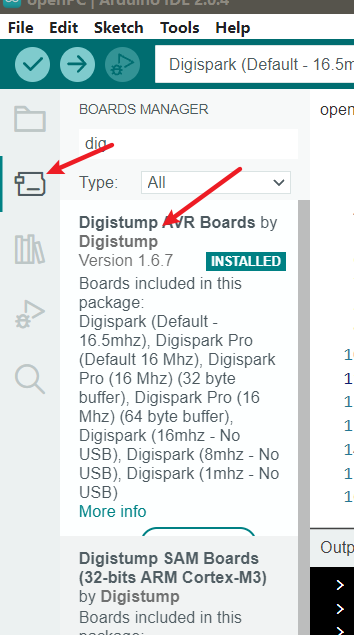 openPC | Arduino IDE 2.0.4
File Edit Sketch Tools Help
Digispark (Default - 16.5m
BOARDS MANAGER
open
dig
Type: All
Digistump AVR Boards by
Digistump
Version 1.6.7 INSTALLED
Boards included in this
package:
Digispark (Default -
16.5mhz), Digispark Pro
(Default 16 Mhz), Digispark
Pro (16 Mhz) (32 byte
buffer), Digispark Pro (16
Mhz) (64 byte buffer),
Digispark (16mhz - No
USB), Digispark (8mhz - No
USB), Digispark (1mhz - No
USB)
More info
Digistump SAM Boards
(32-bits ARM Cortex-M3)
by Digistump
Boards included in this
Outp
>
>
>